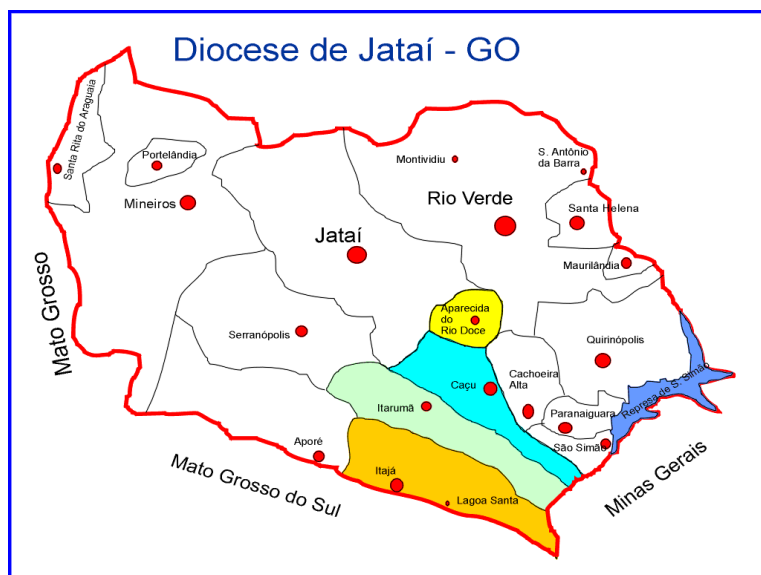 Diocese de Jataí - GO
Santa Rita do Araguaia
Portelândia
Mineiros
Montividiu
S. Antônio
da Barra
Rio Verde
Santa Helena
Jataí
Maurilândia
Mato Grosso
Serranópolis
Aparecida
do
Rio Doce
Quirinópolis
Represa de S. Simão
Cachoeira
Alta
Caçu
Itarumã
Paranaiguara
São Simão
Aporé
Itajá
Lagoa Santa
Mato Grosso do Sul
Minas Gerais